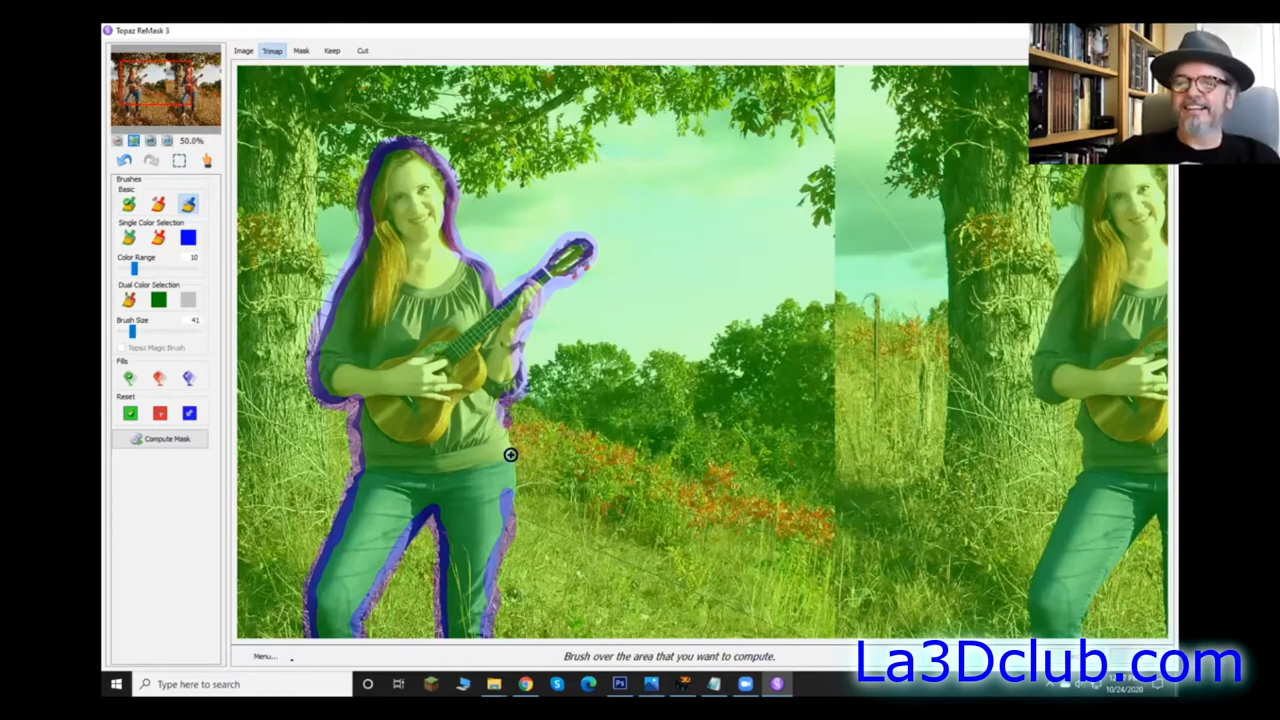 Topaz ReMask 3
Image Trimap Mask Keep Cut
50.0%
Brushes
Basic
Single Color Selection
Color Range 10
Dual Color Selection
Brush Size 41
Topaz Magic Brush
Fills
Reset
Compute Mask
Menu...
Brush over the area that you want to compute.
La3Dclub.com
Type here to search
10/24/2020